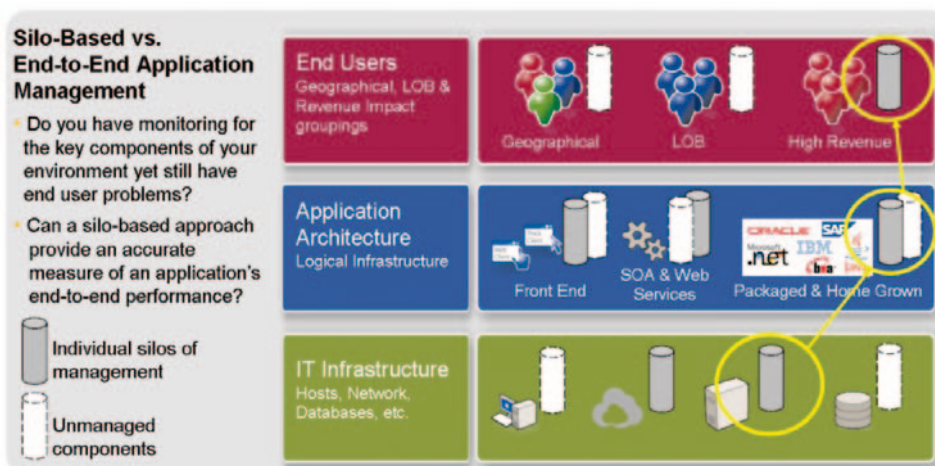 Silo-Based vs.
End-to-End Application
Management
• Do you have monitoring for
the key components of your
environment yet still have
end user problems?
• Can a silo-based approach
provide an accurate
measure of an application's
end-to-end performance?
Individual silos of
management
Unmanaged
components
End Users
Geographical, LOB &
Revenue Impact
groupings
Geographical
LOB
High Revenue
Application
Architecture
Logical Infrastructure
Front End
SOA & Web
Services
ORACLE
SAP
Microsoft
.net
IBM
bea
Packaged & Home Grown
IT Infrastructure
Hosts, Network,
Databases, etc.